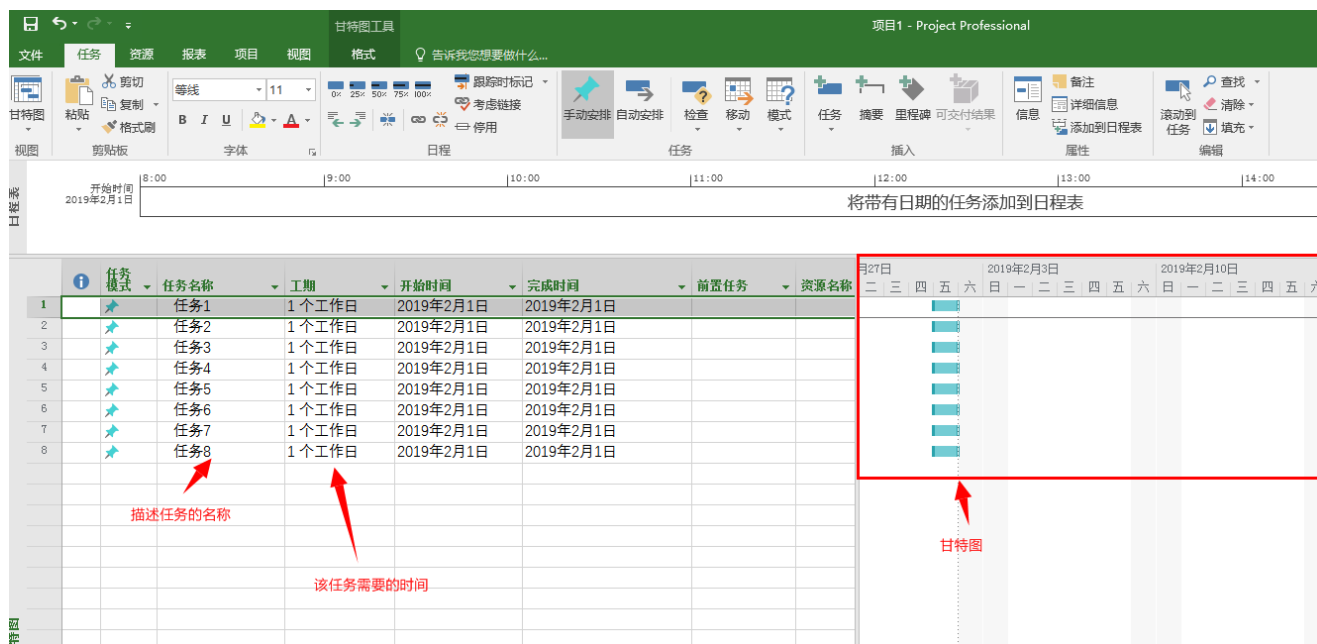 甘特图工具
项目1 - Project Professional
文件 任务 资源 报表 项目 视图 格式 告诉我您想要做什么...
甘特图
视图
粘贴
剪切
复制
格式刷
剪贴板
等线 11
B I U A
字体
0× 25× 50× 75× 100×
跟踪时标记
考虑链接
停用
日程
手动安排 自动安排
检查 移动 模式
任务
任务 摘要 里程碑 可交付结果
插入
信息
备注
详细信息
添加到日程表
属性
滚动到任务
查找
清除
填充
编辑
日程表
开始时间
2019年2月1日
8:00 9:00 10:00 11:00 12:00 13:00 14:00
将带有日期的任务添加到日程表
任务模式 任务名称 工期 开始时间 完成时间 前置任务 资源名称
月27日 2019年2月3日 2019年2月10日
二 三 四 五 六 日 一 二 三 四 五 六 日 一 二 三 四 五
1 任务1 1 个工作日 2019年2月1日 2019年2月1日
2 任务2 1 个工作日 2019年2月1日 2019年2月1日
3 任务3 1 个工作日 2019年2月1日 2019年2月1日
4 任务4 1 个工作日 2019年2月1日 2019年2月1日
5 任务5 1 个工作日 2019年2月1日 2019年2月1日
6 任务6 1 个工作日 2019年2月1日 2019年2月1日
7 任务7 1 个工作日 2019年2月1日 2019年2月1日
8 任务8 1 个工作日 2019年2月1日 2019年2月1日
描述任务的名称
该任务需要的时间
甘特图
特图